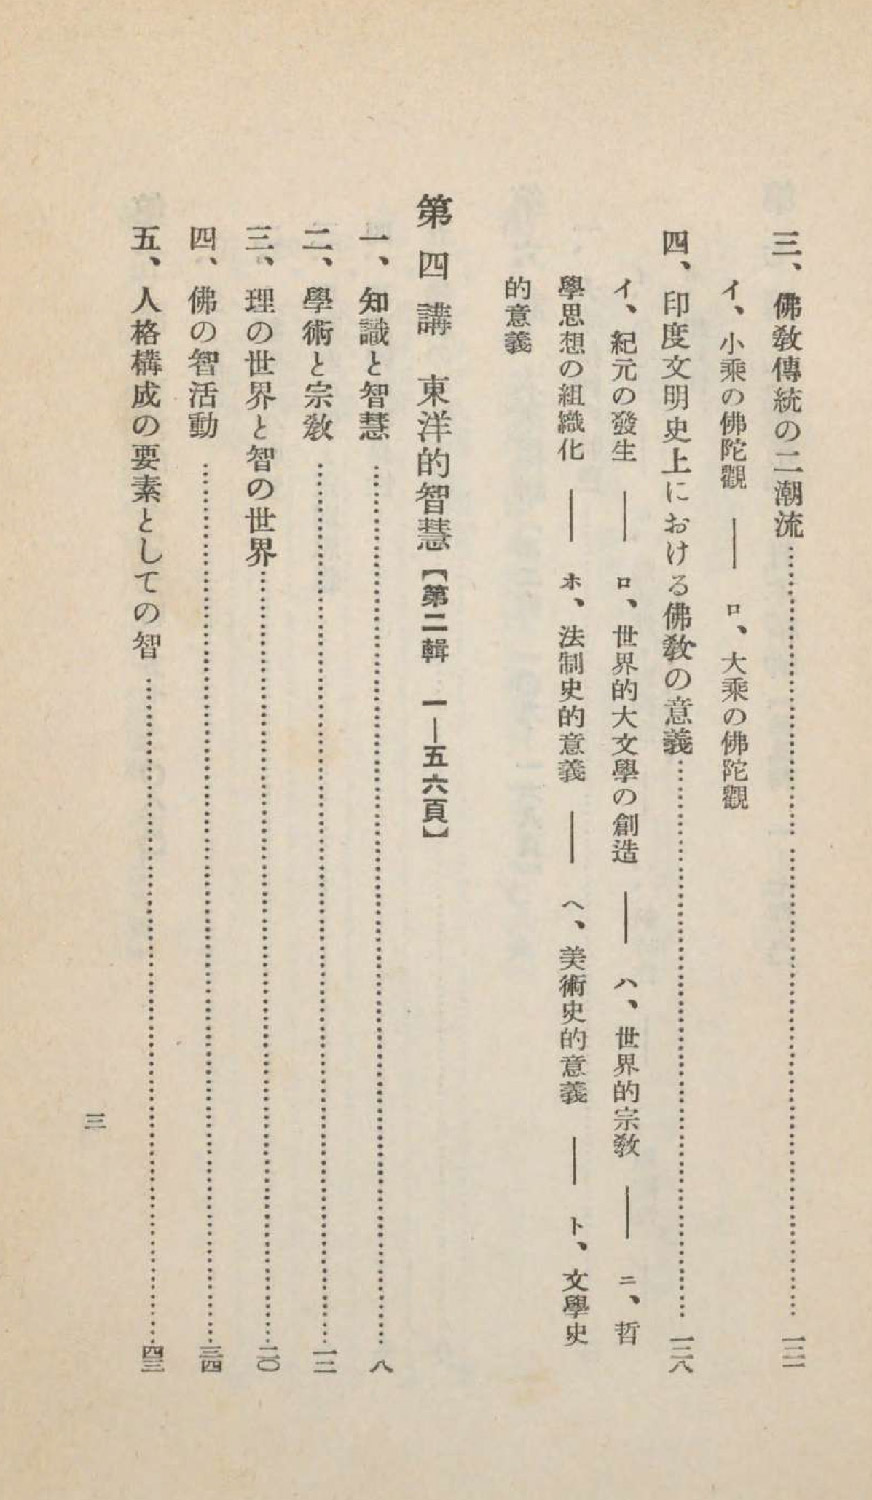 三、佛敎傳統の二潮流……一三一
イ、小乘の佛陀觀 ── ロ、大乘の佛陀觀
四、印度文明史上における佛敎の意義……一三八
イ、紀元の發生 ── ロ、世界的大文學の創造 ── ハ、世界的宗敎 ── ニ、哲
學思想の組織化 ── ホ、法制史的意義 ── ヘ、美術史的意義 ── ト、文學史
的意義
第四講 東洋的智慧【第二輯 一─五六頁】
一、知識と智慧……八
二、學術と宗敎……一二
三、理の世界と智の世界……二〇
四、佛の智活動……三四
五、人格構成の要素としての智……四三
三